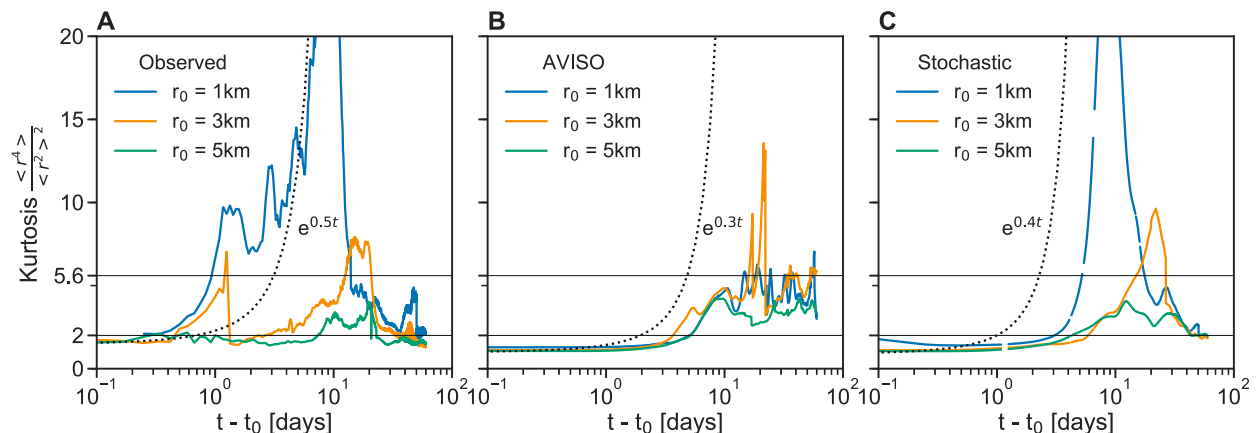 A
B
C
Observed
r₀ = 1km
r₀ = 3km
r₀ = 5km
AVISO
r₀ = 1km
r₀ = 3km
r₀ = 5km
Stochastic
r₀ = 1km
r₀ = 3km
r₀ = 5km
Kurtosis <r⁴> / <r²>²
20
15
10
5.6
5
2
0
e^0.5t
e^0.3t
e^0.4t
10⁻¹ 10⁰ 10¹ 10²
10⁻¹ 10⁰ 10¹ 10²
10⁻¹ 10⁰ 10¹ 10²
t - t₀ [days]
t - t₀ [days]
t - t₀ [days]